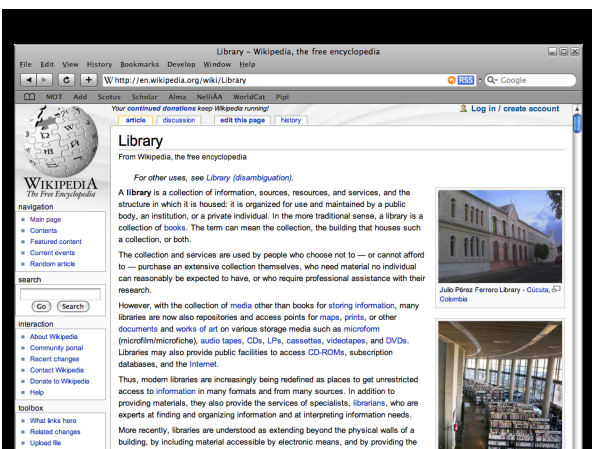 Library – Wikipedia, the free encyclopedia
File Edit View History Bookmarks Develop Window Help
W http://en.wikipedia.org/wiki/Library
RSS
Q Google
MOT Add Scotus Scholar Alma NelliÅA WorldCat Pipl
Your continued donations keep Wikipedia running!
Log in / create account
article discussion edit this page history
WIKIPEDIA
The Free Encyclopedia
navigation
Main page
Contents
Featured content
Current events
Random article
search
Go Search
interaction
About Wikipedia
Community portal
Recent changes
Contact Wikipedia
Donate to Wikipedia
Help
toolbox
What links here
Related changes
Upload file
Library
From Wikipedia, the free encyclopedia
For other uses, see Library (disambiguation).
A library is a collection of information, sources, resources, and services, and the
structure in which it is housed: it is organized for use and maintained by a public
body, an institution, or a private individual. In the more traditional sense, a library is a
collection of books. The term can mean the collection, the building that houses such
a collection, or both.
The collection and services are used by people who choose not to — or cannot afford
to — purchase an extensive collection themselves, who need material no individual
can reasonably be expected to have, or who require professional assistance with their
research.
However, with the collection of media other than books for storing information, many
libraries are now also repositories and access points for maps, prints, or other
documents and works of art on various storage media such as microform
(microfilm/microfiche), audio tapes, CDs, LPs, cassettes, videotapes, and DVDs.
Libraries may also provide public facilities to access CD-ROMs, subscription
databases, and the Internet.
Thus, modern libraries are increasingly being redefined as places to get unrestricted
access to information in many formats and from many sources. In addition to
providing materials, they also provide the services of specialists, librarians, who are
experts at finding and organizing information and at interpreting information needs.
More recently, libraries are understood as extending beyond the physical walls of a
building, by including material accessible by electronic means, and by providing the
Julio Pérez Ferrero Library - Cúcuta,
Colombia